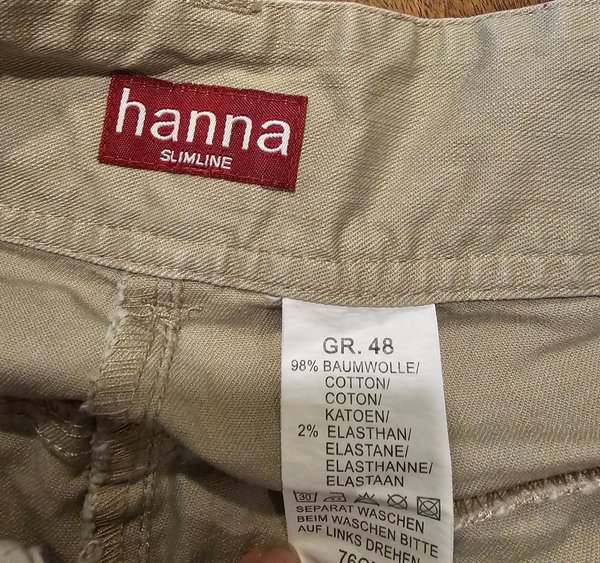 hanna
SLIMLINE
GR. 48
98% BAUMWOLLE/
COTTON/
COTON/
KATOEN/
2% ELASTHAN/
ELASTANE/
ELASTHANNE/
ELASTAAN
30
SEPARAT WASCHEN
BEIM WASCHEN BITTE
AUF LINKS DREHEN